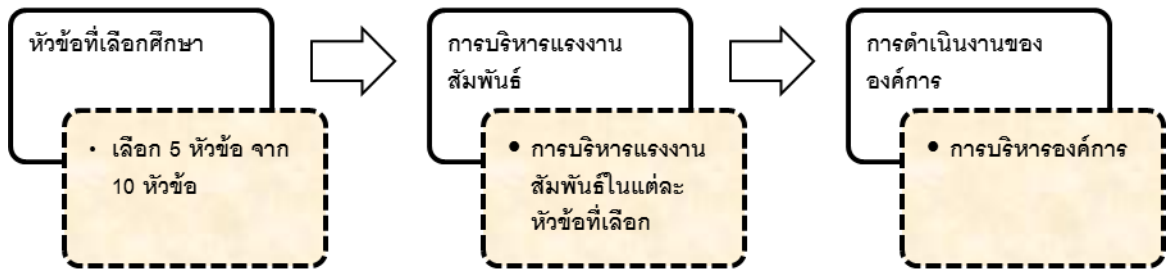 หัวข้อที่เลือกศึกษา
• เลือก 5 หัวข้อ จาก
10 หัวข้อ
การบริหารแรงงาน
สัมพันธ์
• การบริหารแรงงาน
สัมพันธ์ในแต่ละ
หัวข้อที่เลือก
การดำเนินงานของ
องค์การ
• การบริหารองค์การ